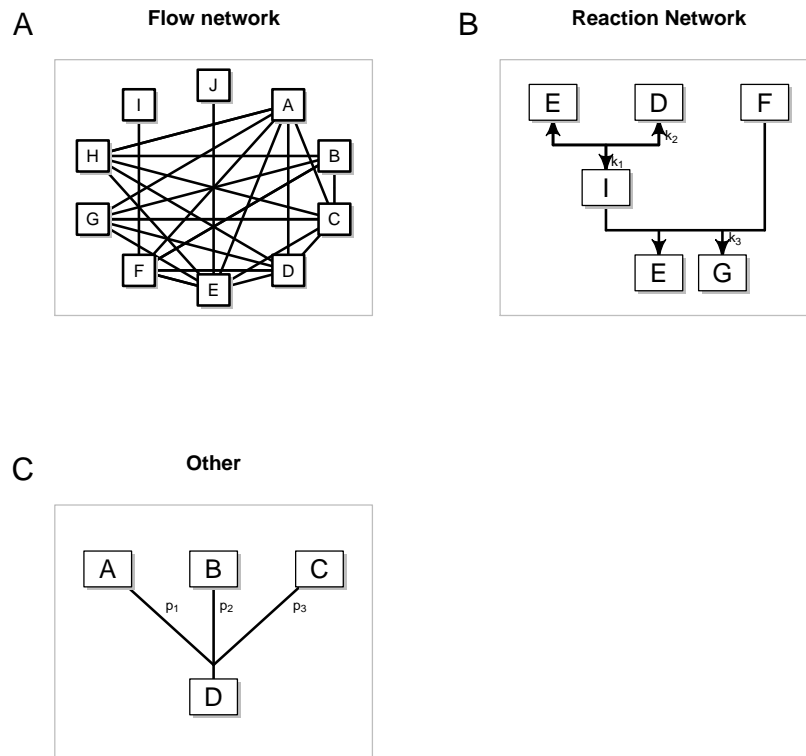 A
Flow network
J
I
A
H
B
G
C
F
D
E
B
Reaction Network
E
D
F
k2
k1
I
k3
E
G
C
Other
A
B
C
p1
p2
p3
D